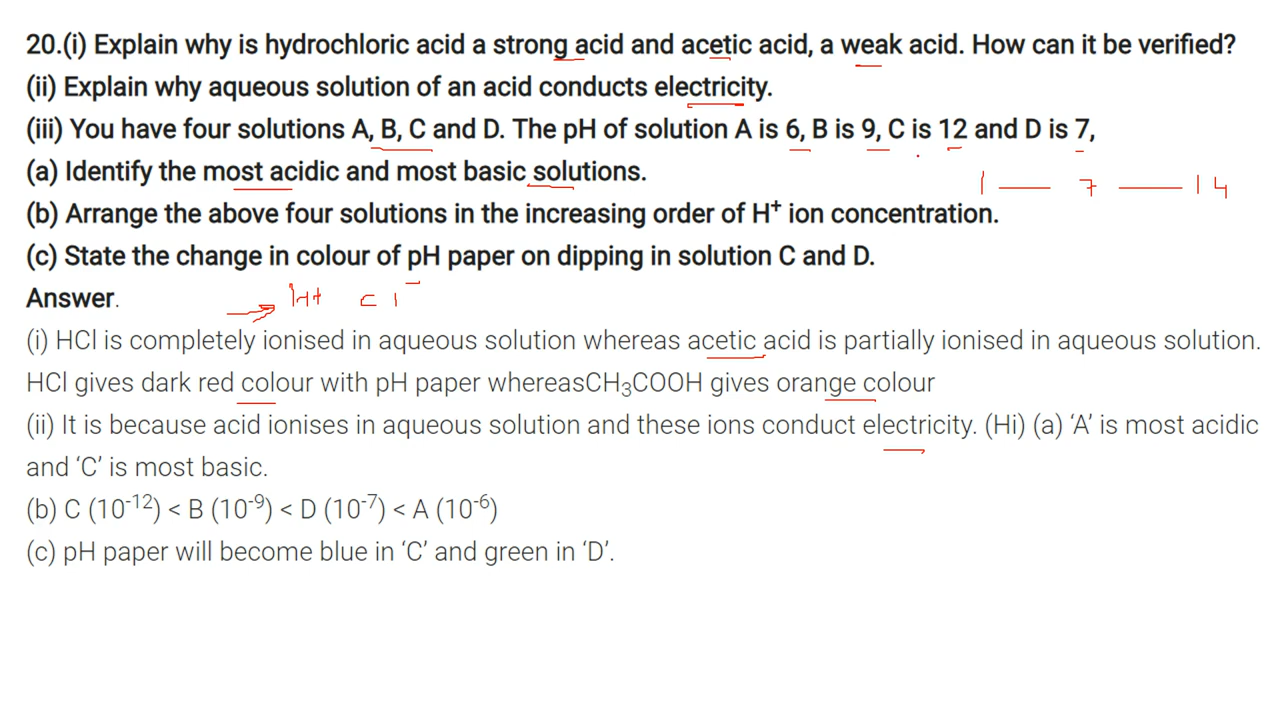 20.(i) Explain why is hydrochloric acid a strong acid and acetic acid, a weak acid. How can it be verified?
(ii) Explain why aqueous solution of an acid conducts electricity.
(iii) You have four solutions A, B, C and D. The pH of solution A is 6, B is 9, C is 12 and D is 7,
(a) Identify the most acidic and most basic solutions.
1 — 7 — 14
(b) Arrange the above four solutions in the increasing order of H⁺ ion concentration.
(c) State the change in colour of pH paper on dipping in solution C and D.
Answer.
→ H+ Cl⁻
(i) HCl is completely ionised in aqueous solution whereas acetic acid is partially ionised in aqueous solution.
HCl gives dark red colour with pH paper whereasCH₃COOH gives orange colour
(ii) It is because acid ionises in aqueous solution and these ions conduct electricity. (Hi) (a) ‘A’ is most acidic
and ‘C’ is most basic.
(b) C (10⁻¹²) < B (10⁻⁹) < D (10⁻⁷) < A (10⁻⁶)
(c) pH paper will become blue in ‘C’ and green in ‘D’.